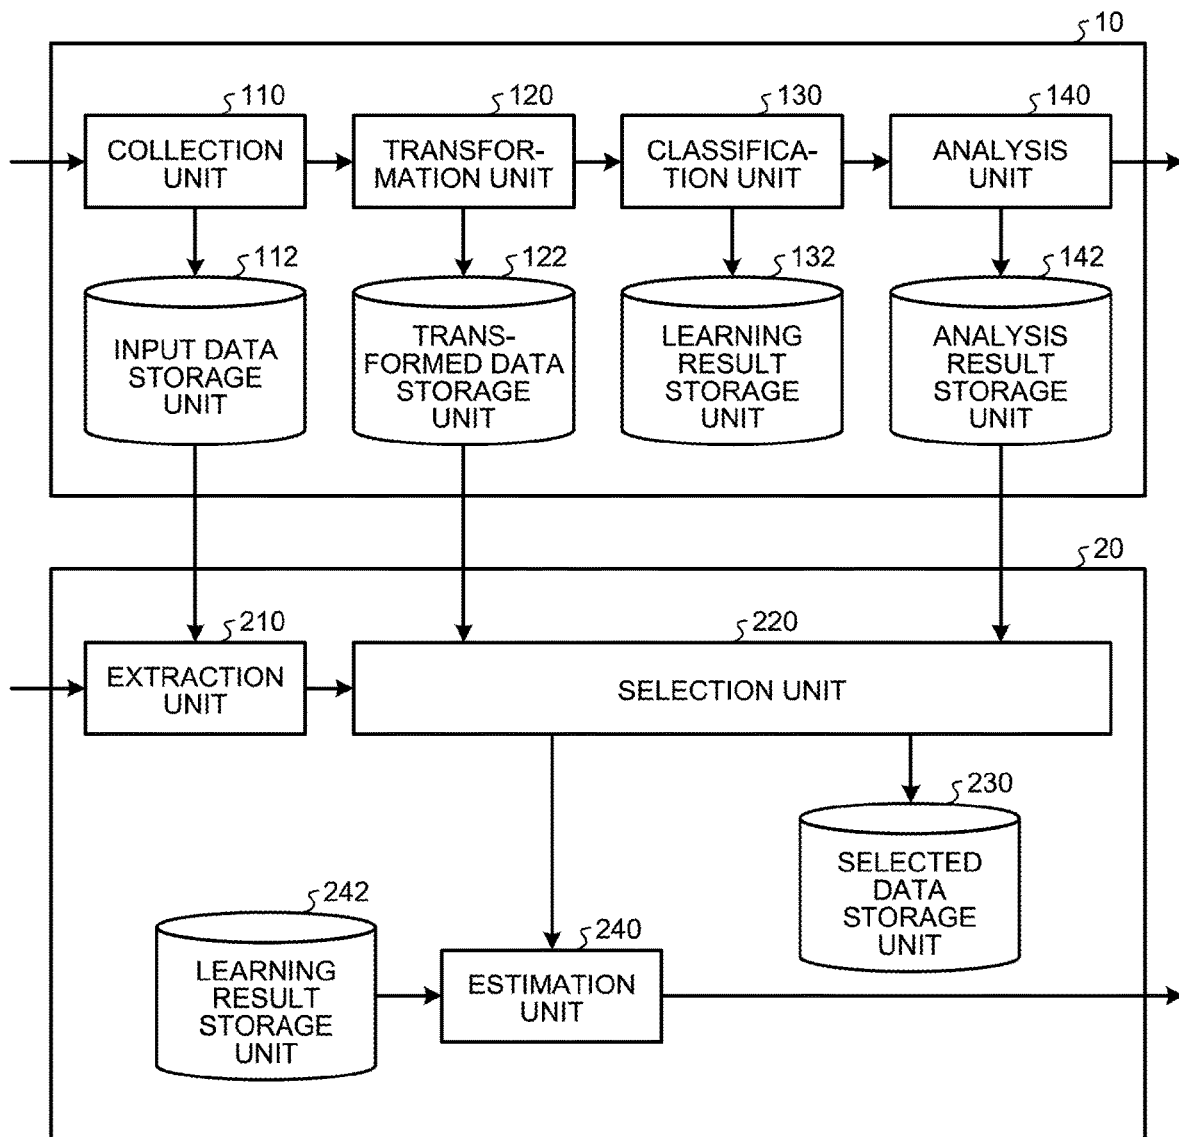 10
110
COLLECTION
UNIT
120
TRANSFOR-
MATION UNIT
130
CLASSIFICA-
TION UNIT
140
ANALYSIS
UNIT
112
INPUT DATA
STORAGE
UNIT
122
TRANS-
FORMED DATA
STORAGE
UNIT
132
LEARNING
RESULT
STORAGE
UNIT
142
ANALYSIS
RESULT
STORAGE
UNIT
20
210
EXTRACTION
UNIT
220
SELECTION UNIT
230
SELECTED
DATA
STORAGE
UNIT
242
LEARNING
RESULT
STORAGE
UNIT
240
ESTIMATION
UNIT